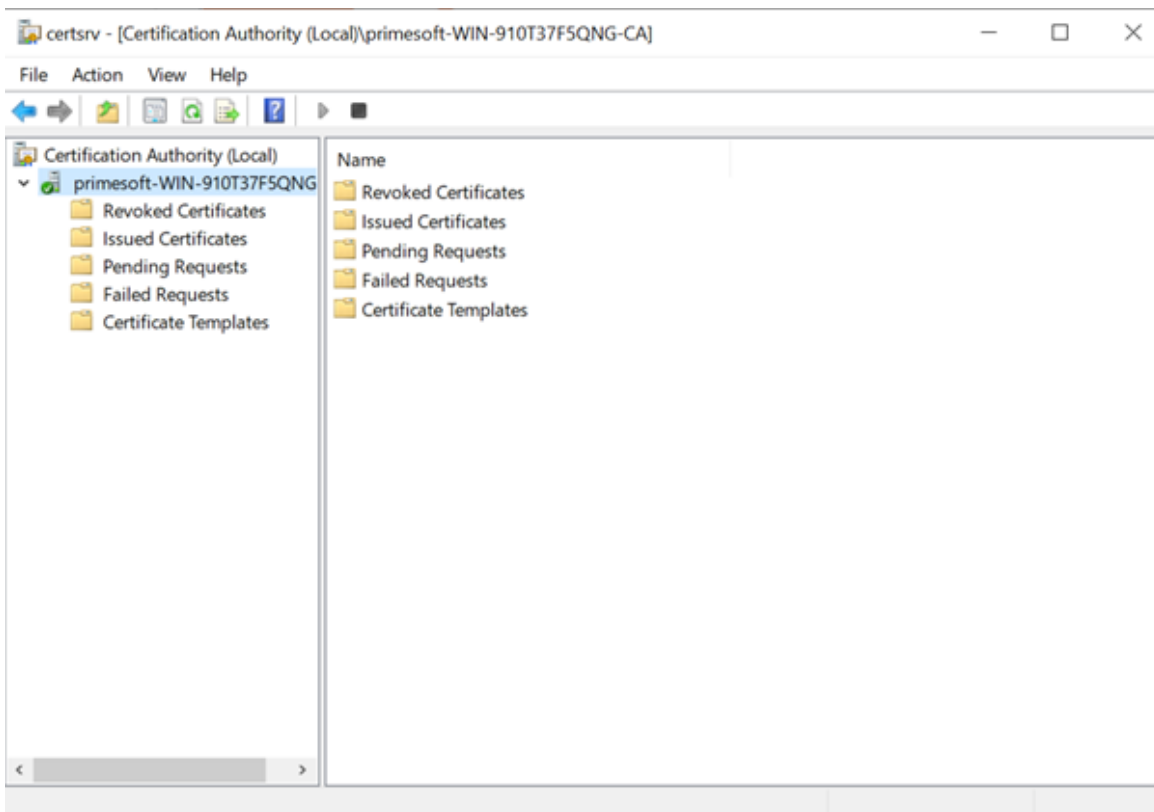 certsrv - [Certification Authority (Local)\primesoft-WIN-910T37F5QNG-CA]
File Action View Help
Certification Authority (Local)
primesoft-WIN-910T37F5QNG
Revoked Certificates
Issued Certificates
Pending Requests
Failed Requests
Certificate Templates
Name
Revoked Certificates
Issued Certificates
Pending Requests
Failed Requests
Certificate Templates